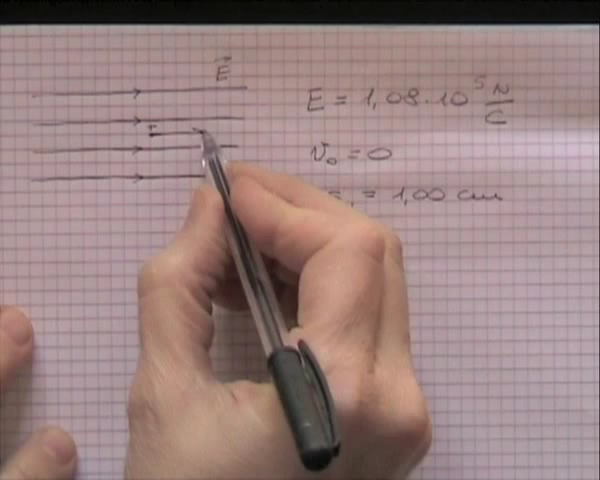 E⃗
E = 1,08·10⁵ N/C
v₀ = 0
= 1,00 cm